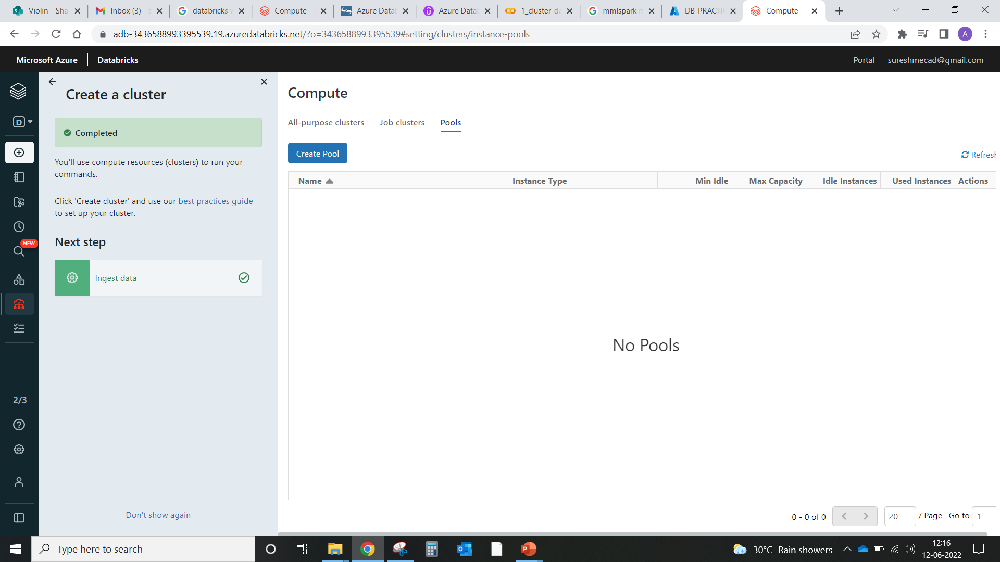 Violin - Sha
Inbox (3) - s
databricks w
Compute -
Azure Datab
Azure Datab
1_cluster-da
mmlspark m
DB-PRACTI
Compute -
adb-3436588993395539.19.azuredatabricks.net/?o=3436588993395539#setting/clusters/instance-pools
A
Microsoft Azure
Databricks
Portal
sureshmecad@gmail.com
D
NEW
2/3
Create a cluster
Completed
You'll use compute resources (clusters) to run your
commands.
Click 'Create cluster' and use our best practices guide
to set up your cluster.
Next step
Ingest data
Don't show again
Compute
All-purpose clusters
Job clusters
Pools
Create Pool
Refresh
Name
Instance Type
Min Idle
Max Capacity
Idle Instances
Used Instances
Actions
No Pools
0 - 0 of 0
20
/ Page
Go to
1
Type here to search
30°C Rain showers
12:16
12-06-2022